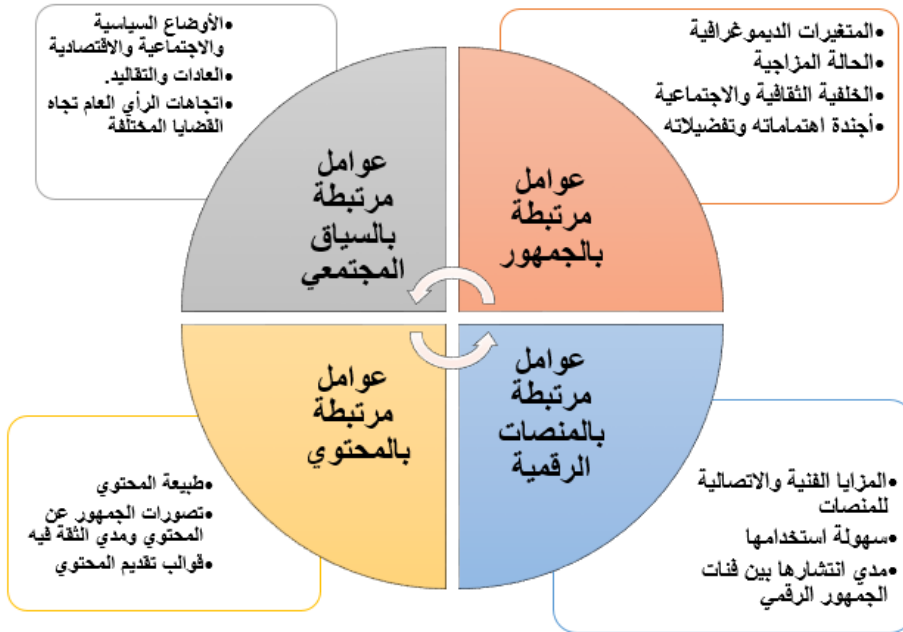 •المتغيرات الديموغرافية
•الحالة المزاجية
•الخلفية الثقافية والاجتماعية
•أجندة اهتماماته وتفضيلاته
عوامل
مرتبطة
بالجمهور
•الأوضاع السياسية
والاجتماعية والاقتصادية
•العادات والتقاليد.
•اتجاهات الرأي العام تجاه
القضايا المختلفة
عوامل
مرتبطة
بالسياق
المجتمعي
عوامل
مرتبطة
بالمحتوي
•طبيعة المحتوي
•تصورات الجمهور عن
المحتوي ومدي الثقة فيه
•قوالب تقديم المحتوي
عوامل
مرتبطة
بالمنصات
الرقمية
•المزايا الفنية والاتصالية
للمنصات
•سهولة استخدامها
•مدي انتشارها بين فئات
الجمهور الرقمي